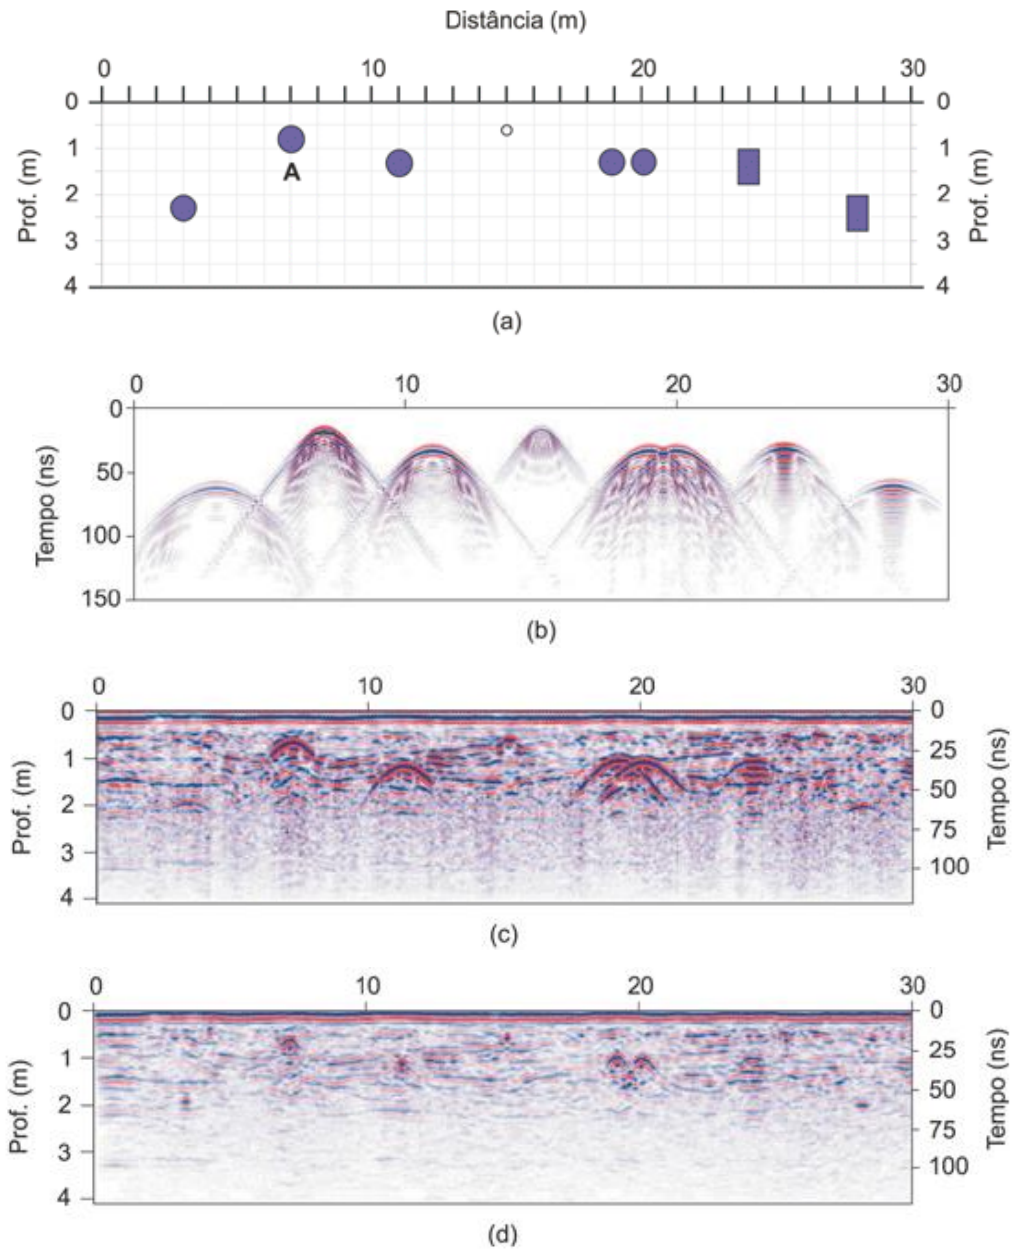 Distância (m)
0 10 20 30
0 0
1 1
A
2 2
3 3
4 4
Prof. (m) Prof. (m)
(a)
0 10 20 30
0
50
100
150
Tempo (ns)
(b)
0 10 20 30
0 0
1 25
2 50
3 75
4 100
Prof. (m) Tempo (ns)
(c)
0 10 20 30
0 0
1 25
2 50
3 75
4 100
Prof. (m) Tempo (ns)
(d)